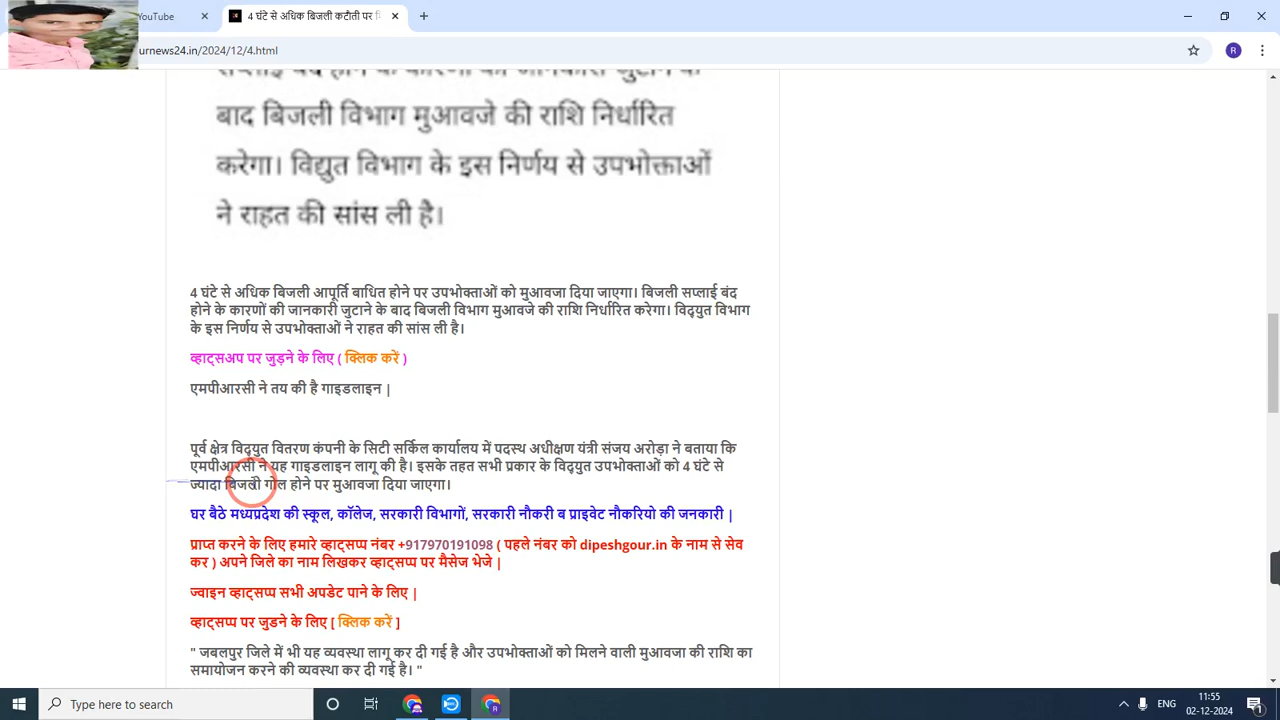 YouTube
4 घंटे से अधिक बिजली कटौती पर f
urnews24.in/2024/12/4.html
R
सप्लाई बंद होने के कारणों की जानकारी जुटाने के
बाद बिजली विभाग मुआवजे की राशि निर्धारित
करेगा। विद्युत विभाग के इस निर्णय से उपभोक्ताओं
ने राहत की सांस ली है।
4 घंटे से अधिक बिजली आपूर्ति बाधित होने पर उपभोक्ताओं को मुआवजा दिया जाएगा। बिजली सप्लाई बंद
होने के कारणों की जानकारी जुटाने के बाद बिजली विभाग मुआवजे की राशि निर्धारित करेगा। विद्युत विभाग
के इस निर्णय से उपभोक्ताओं ने राहत की सांस ली है।
व्हाट्सअप पर जुड़ने के लिए ( क्लिक करें )
एमपीआरसी ने तय की है गाइडलाइन |
पूर्व क्षेत्र विद्युत वितरण कंपनी के सिटी सर्किल कार्यालय में पदस्थ अधीक्षण यंत्री संजय अरोड़ा ने बताया कि
एमपीआरसी ने यह गाइडलाइन लागू की है। इसके तहत सभी प्रकार के विद्युत उपभोक्ताओं को 4 घंटे से
ज्यादा बिजली गोल होने पर मुआवजा दिया जाएगा।
घर बैठे मध्यप्रदेश की स्कूल, कॉलेज, सरकारी विभागों, सरकारी नौकरी ब प्राइवेट नौकरियो की जनकारी |
प्राप्त करने के लिए हमारे व्हाट्सप्प नंबर +917970191098 ( पहले नंबर को dipeshgour.in के नाम से सेव
कर ) अपने जिले का नाम लिखकर व्हाट्सप्प पर मैसेज भेजे |
ज्वाइन व्हाट्सप्प सभी अपडेट पाने के लिए |
व्हाट्सप्प पर जुडने के लिए [ क्लिक करें ]
" जबलपुर जिले में भी यह व्यवस्था लागू कर दी गई है और उपभोक्ताओं को मिलने वाली मुआवजा की राशि का
समायोजन करने की व्यवस्था कर दी गई है। "
Type here to search
ENG
11:55
02-12-2024